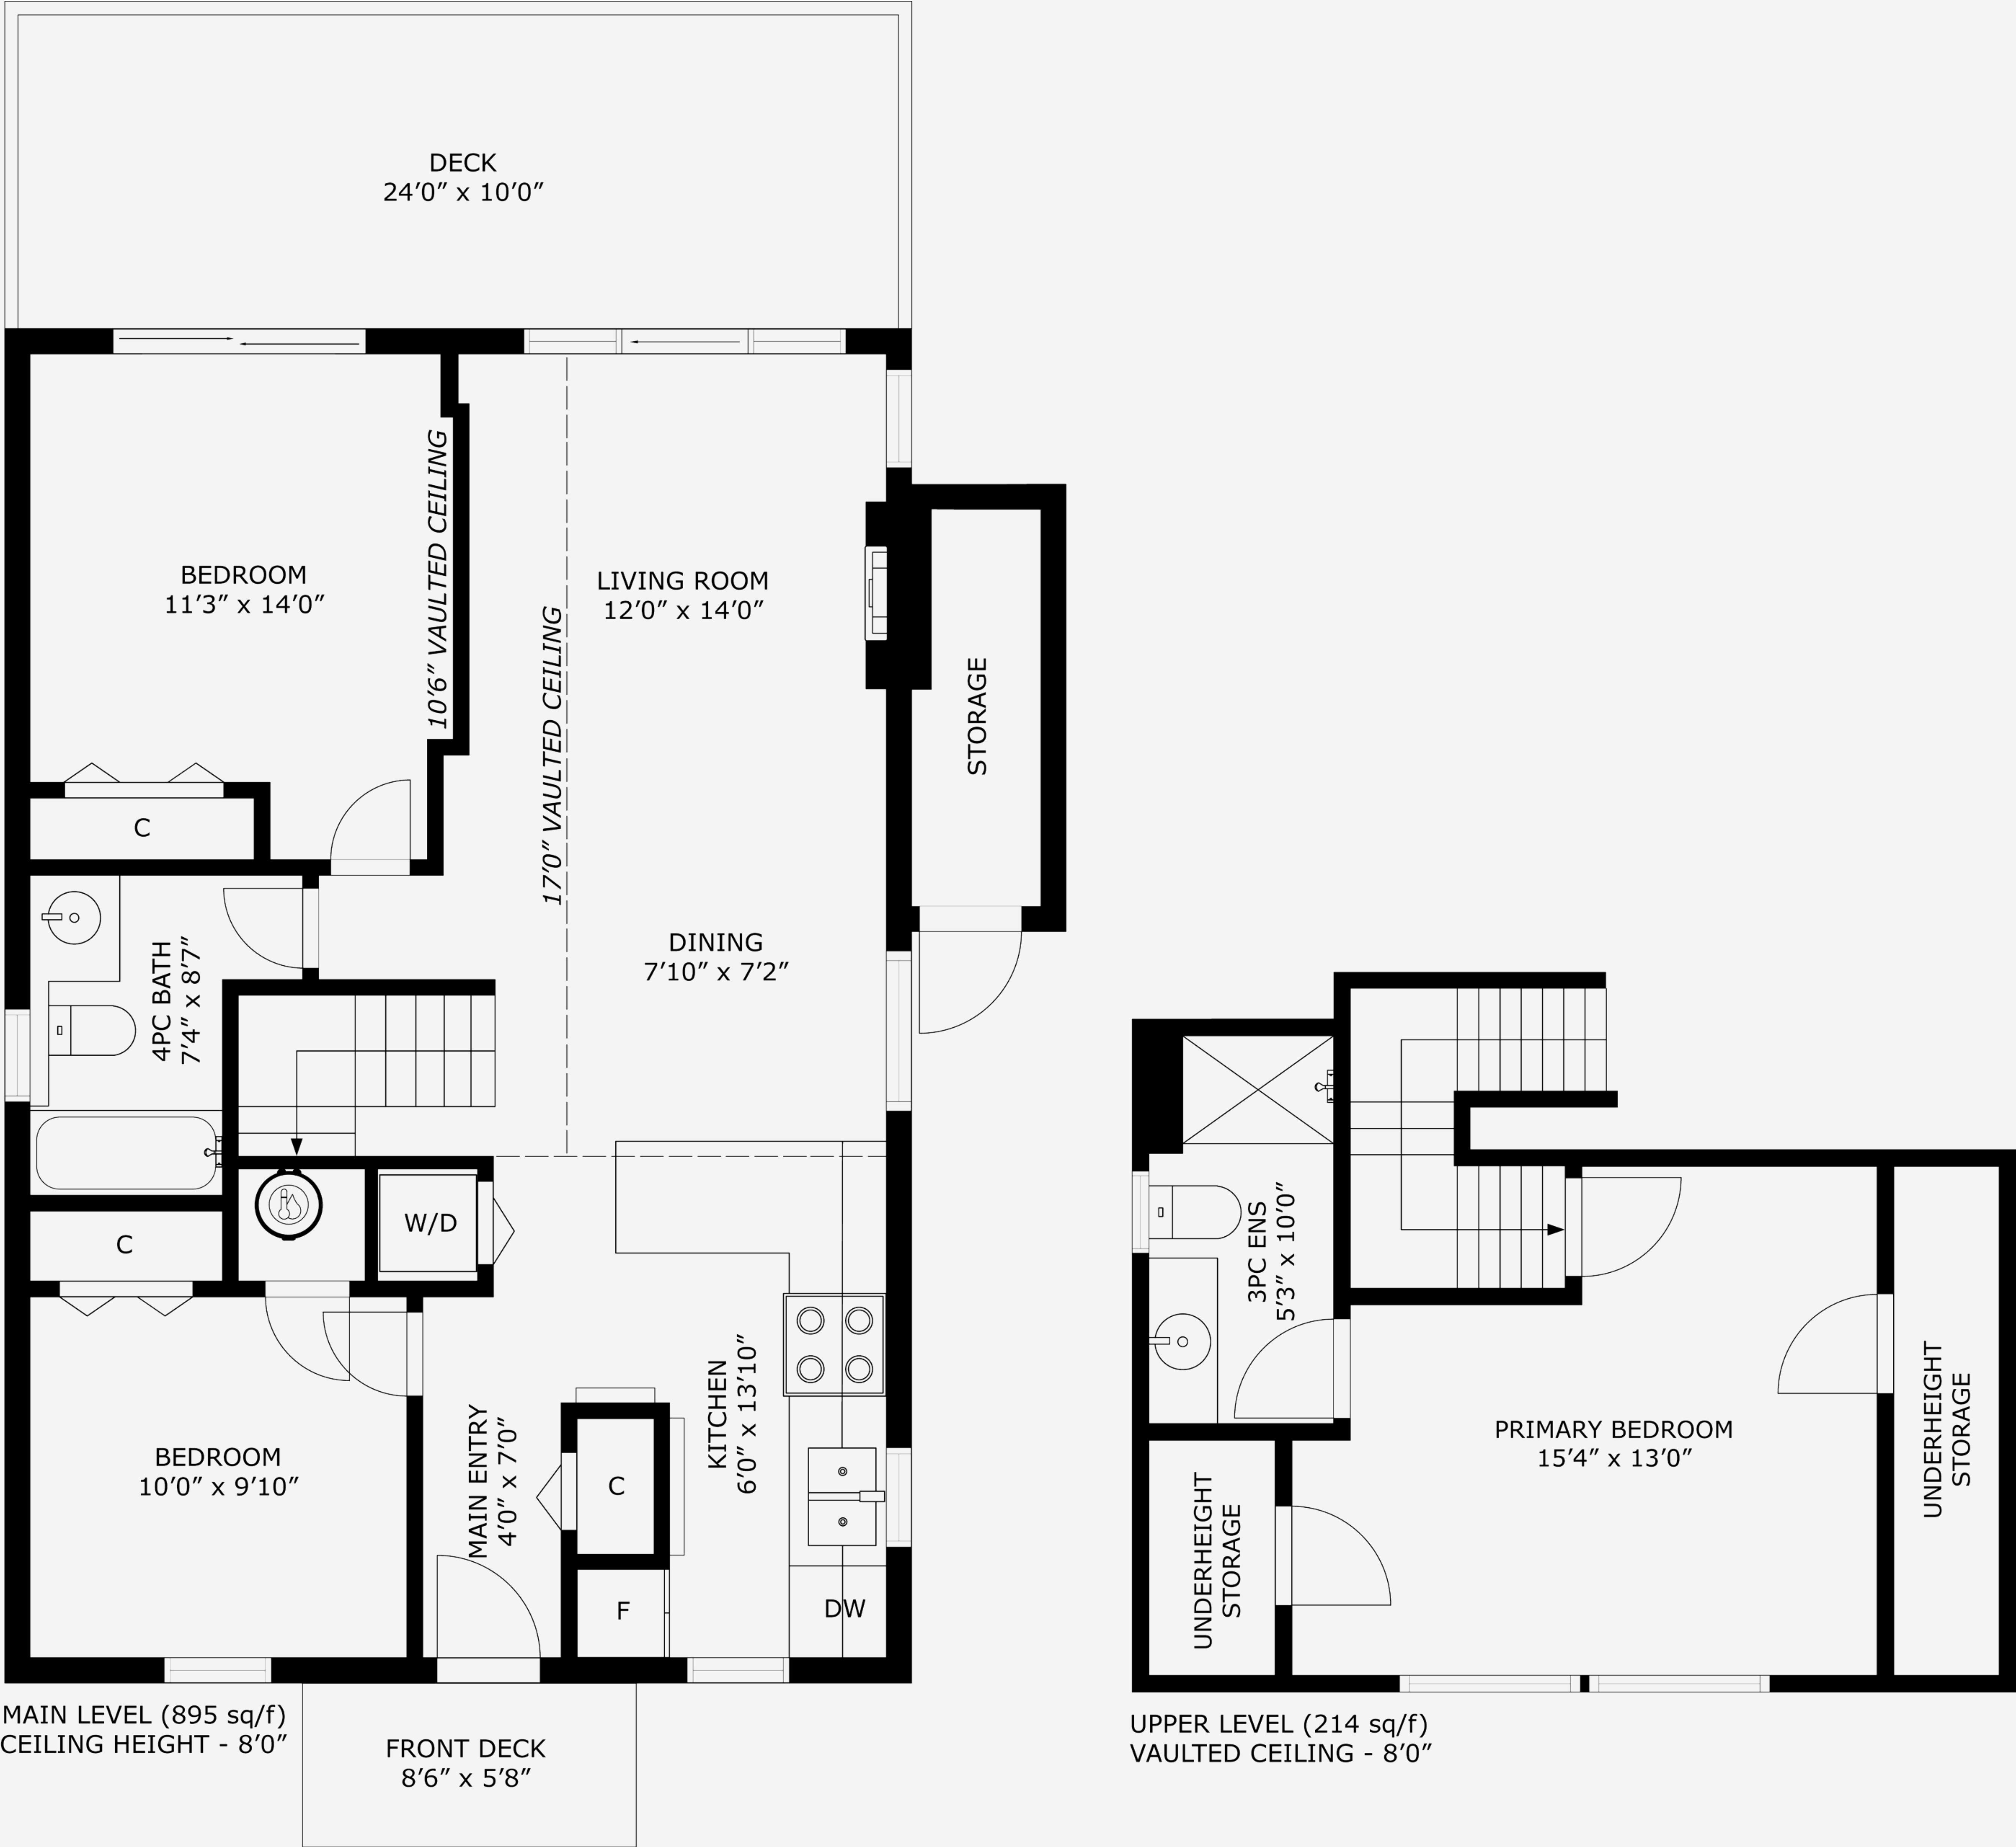 DECK
24’0” x 10’0”
BEDROOM
11’3” x 14’0”
10’6” VAULTED CEILING
LIVING ROOM
12’0” x 14’0”
17’0” VAULTED CEILING
STORAGE
C
4PC BATH
7’4” x 8’7”
DINING
7’10” x 7’2”
C
W/D
BEDROOM
10’0” x 9’10”
MAIN ENTRY
4’0” x 7’0”
C
F
KITCHEN
6’0” x 13’10”
DW
MAIN LEVEL (895 sq/f)
CEILING HEIGHT - 8’0”
FRONT DECK
8’6” x 5’8”
3PC ENS
5’3” x 10’0”
PRIMARY BEDROOM
15’4” x 13’0”
UNDERHEIGHT
STORAGE
UNDERHEIGHT
STORAGE
UPPER LEVEL (214 sq/f)
VAULTED CEILING - 8’0”